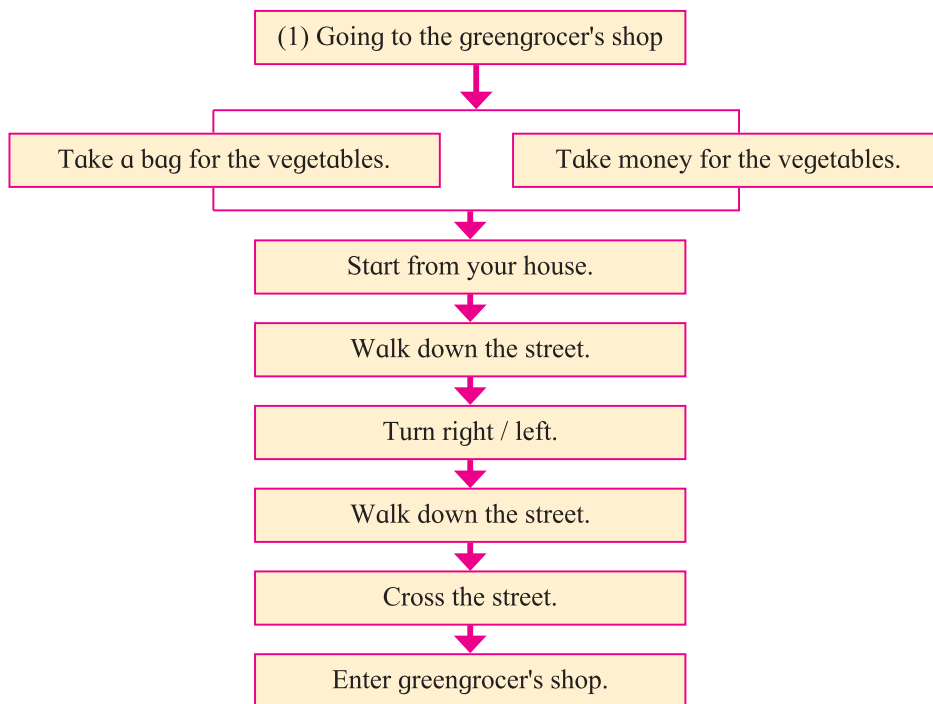 (1) Going to the greengrocer's shop
Take a bag for the vegetables.
Take money for the vegetables.
Start from your house.
Walk down the street.
Turn right / left.
Walk down the street.
Cross the street.
Enter greengrocer's shop.